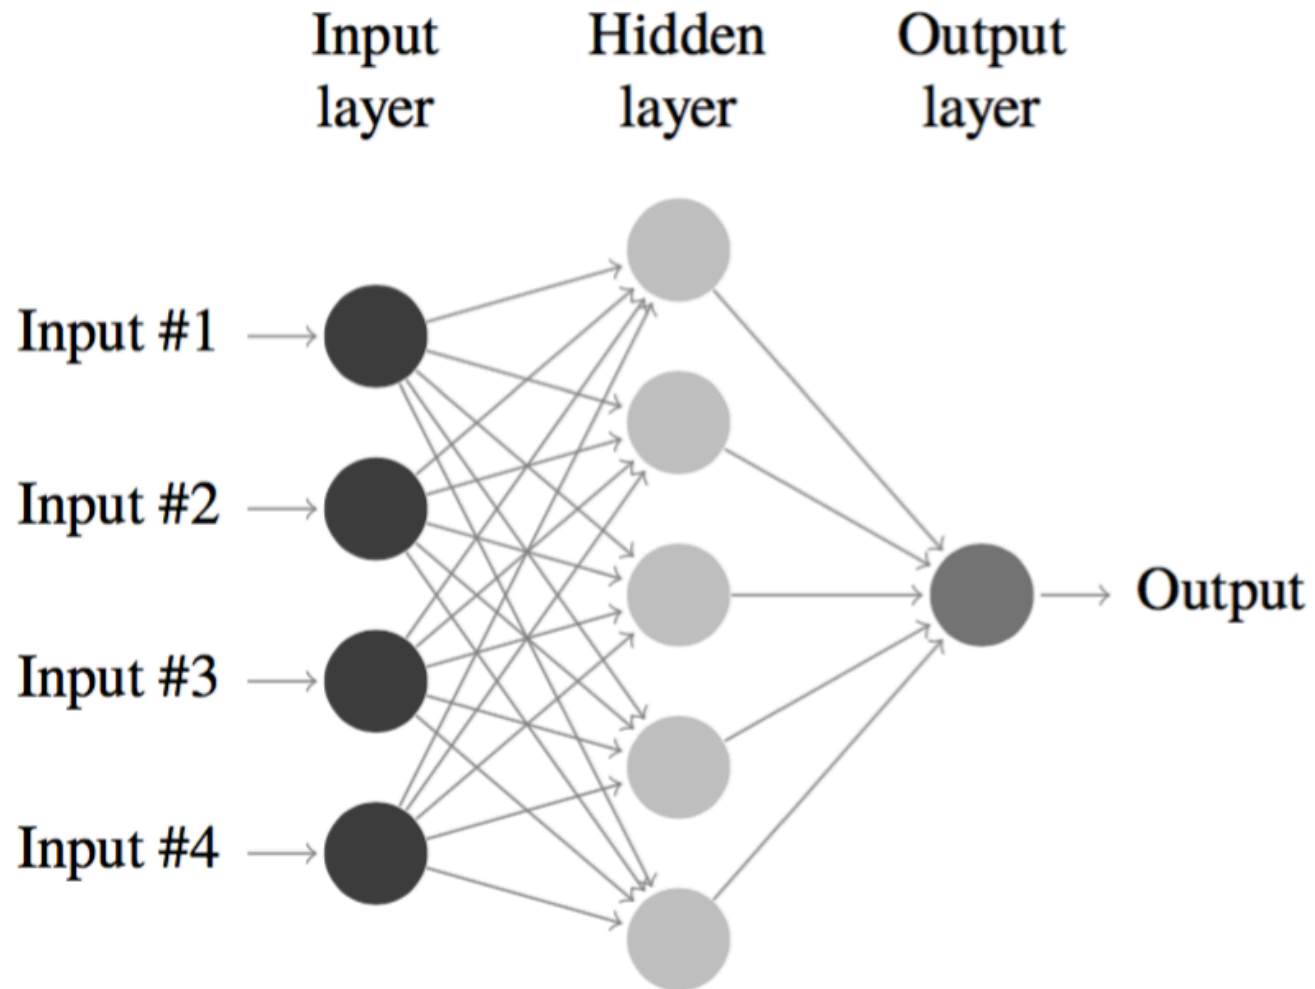 Input
layer
Hidden
layer
Output
layer
Input #1
Input #2
Input #3
Input #4
Output